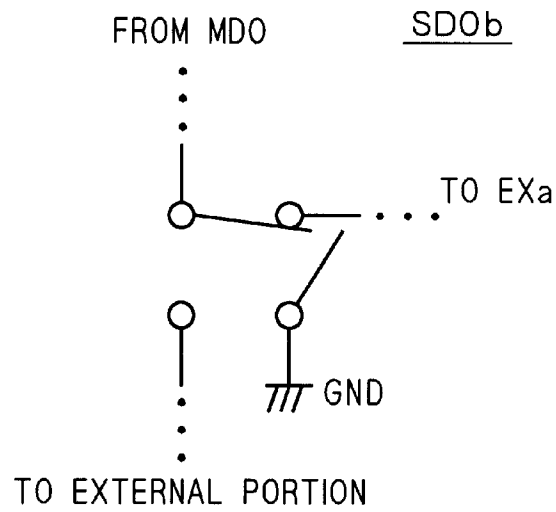 FROM MDO
SDOb
TO EXa
GND
TO EXTERNAL PORTION